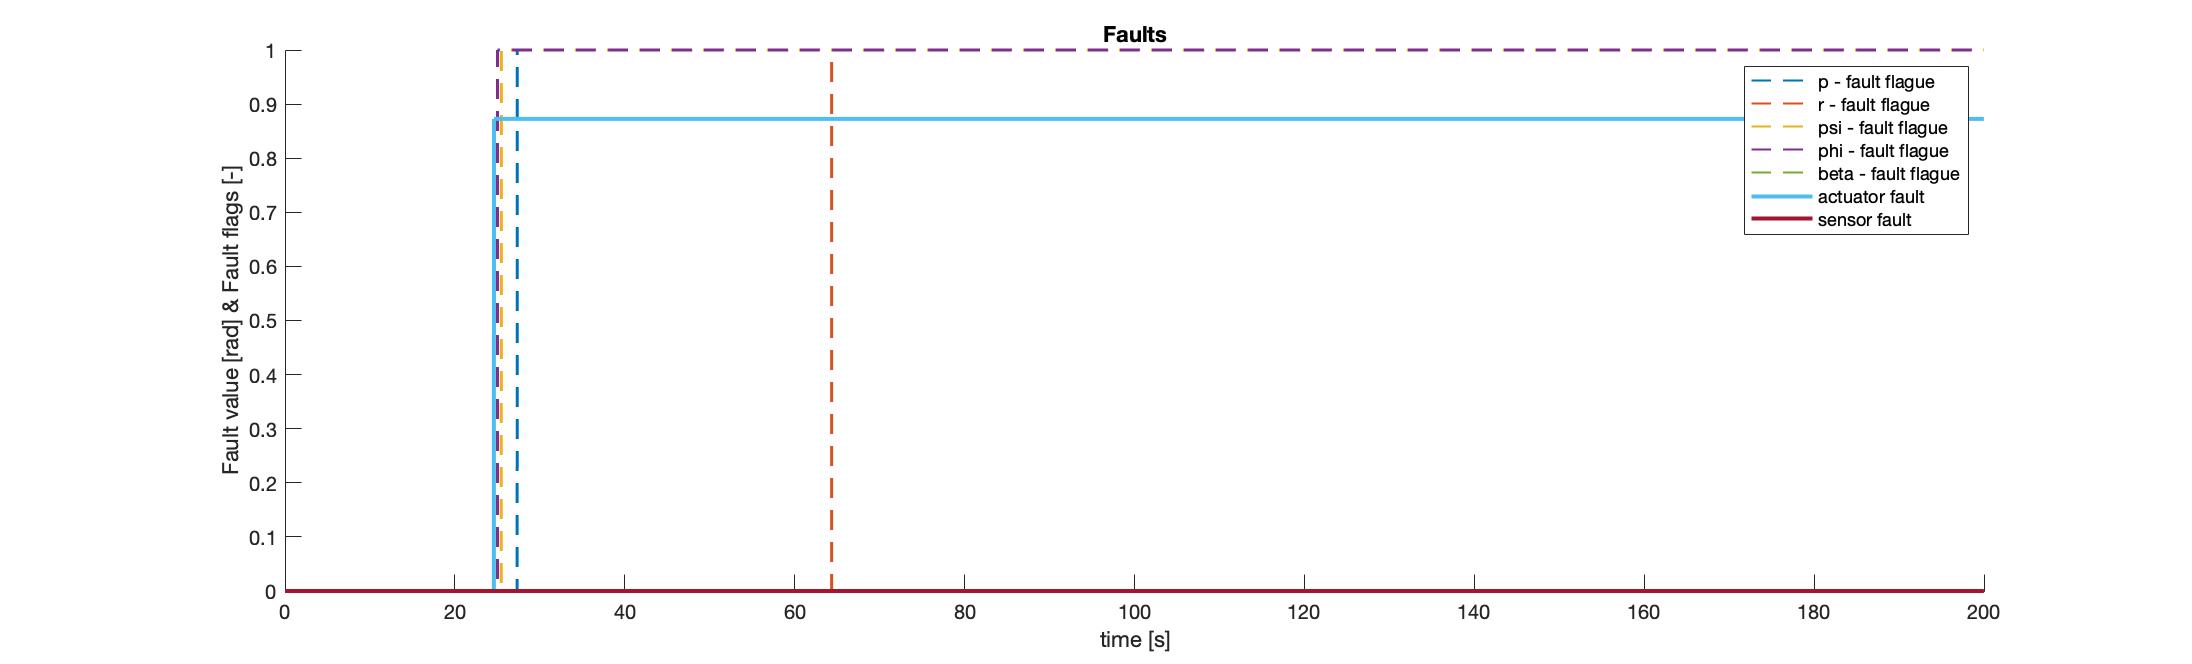 Faults
1
0.9
0.8
0.7
0.6
0.5
0.4
0.3
0.2
0.1
0
Fault value [rad] & Fault flags [-]
p - fault flague
r - fault flague
psi - fault flague
phi - fault flague
beta - fault flague
actuator fault
sensor fault
0 20 40 60 80 100 120 140 160 180 200
time [s]